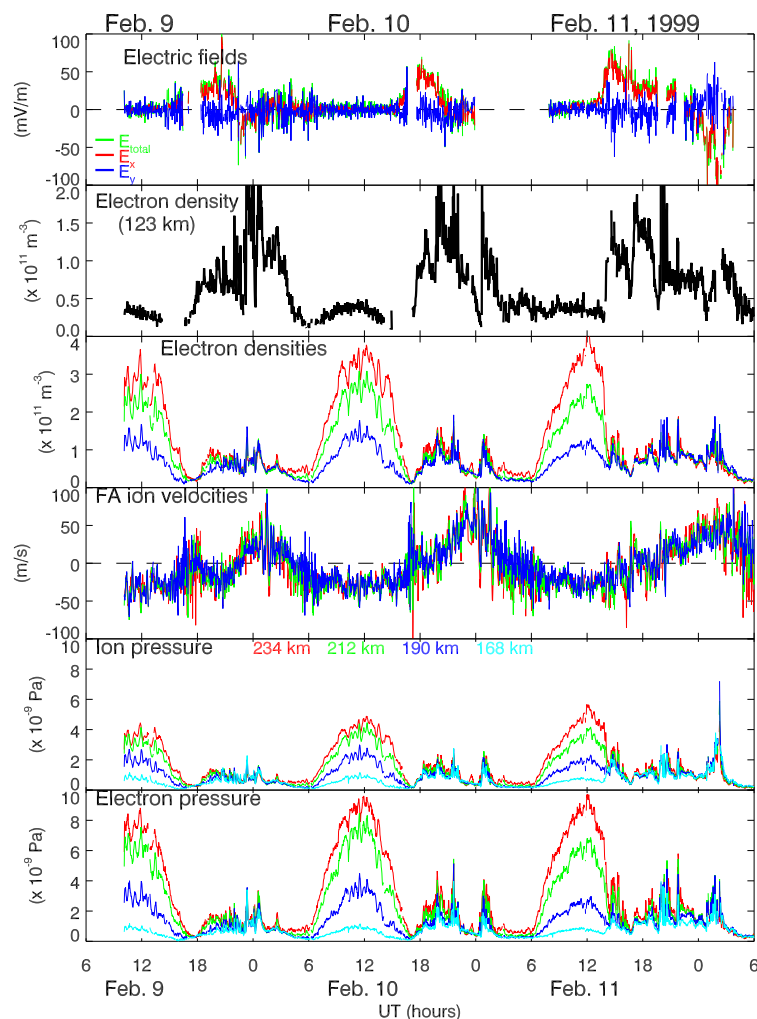 Feb. 9 Feb. 10 Feb. 11, 1999
100
Electric fields
50
(mV/m)
0
-50
E total
E x
E y
-100
2.0
Electron density
(123 km)
1.5
(x 10¹¹ m⁻³)
1.0
0.5
0.0
4
Electron densities
3
(x 10¹¹ m⁻³)
2
1
0
100
FA ion velocities
50
(m/s)
0
-50
-100
10
Ion pressure 234 km 212 km 190 km 168 km
8
(x 10⁻⁹ Pa)
6
4
2
0
10
Electron pressure
8
(x 10⁻⁹ Pa)
6
4
2
0
6 12 18 0 6 12 18 0 6 12 18 0 6
Feb. 9 Feb. 10 Feb. 11
UT (hours)